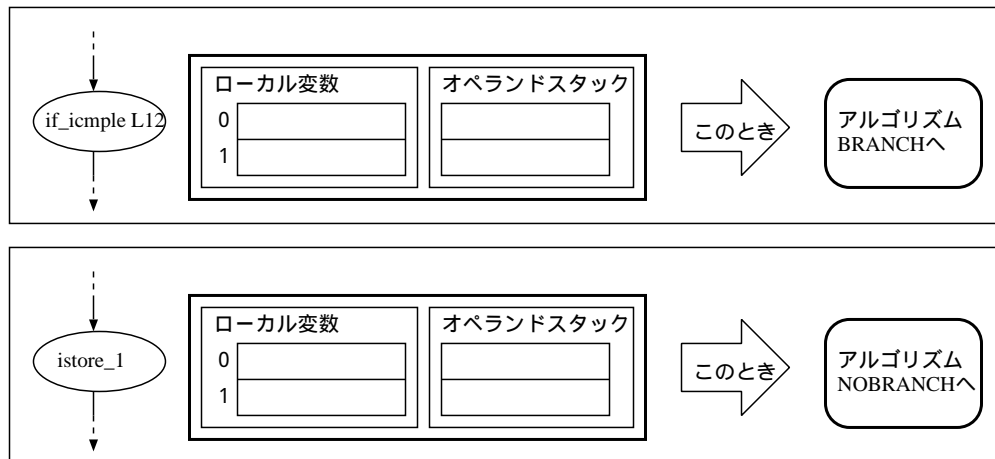 if_icmple L12
ローカル変数
0
1
オペランドスタック
このとき
アルゴリズム
BRANCHへ
istore_1
ローカル変数
0
1
オペランドスタック
このとき
アルゴリズム
NOBRANCHへ